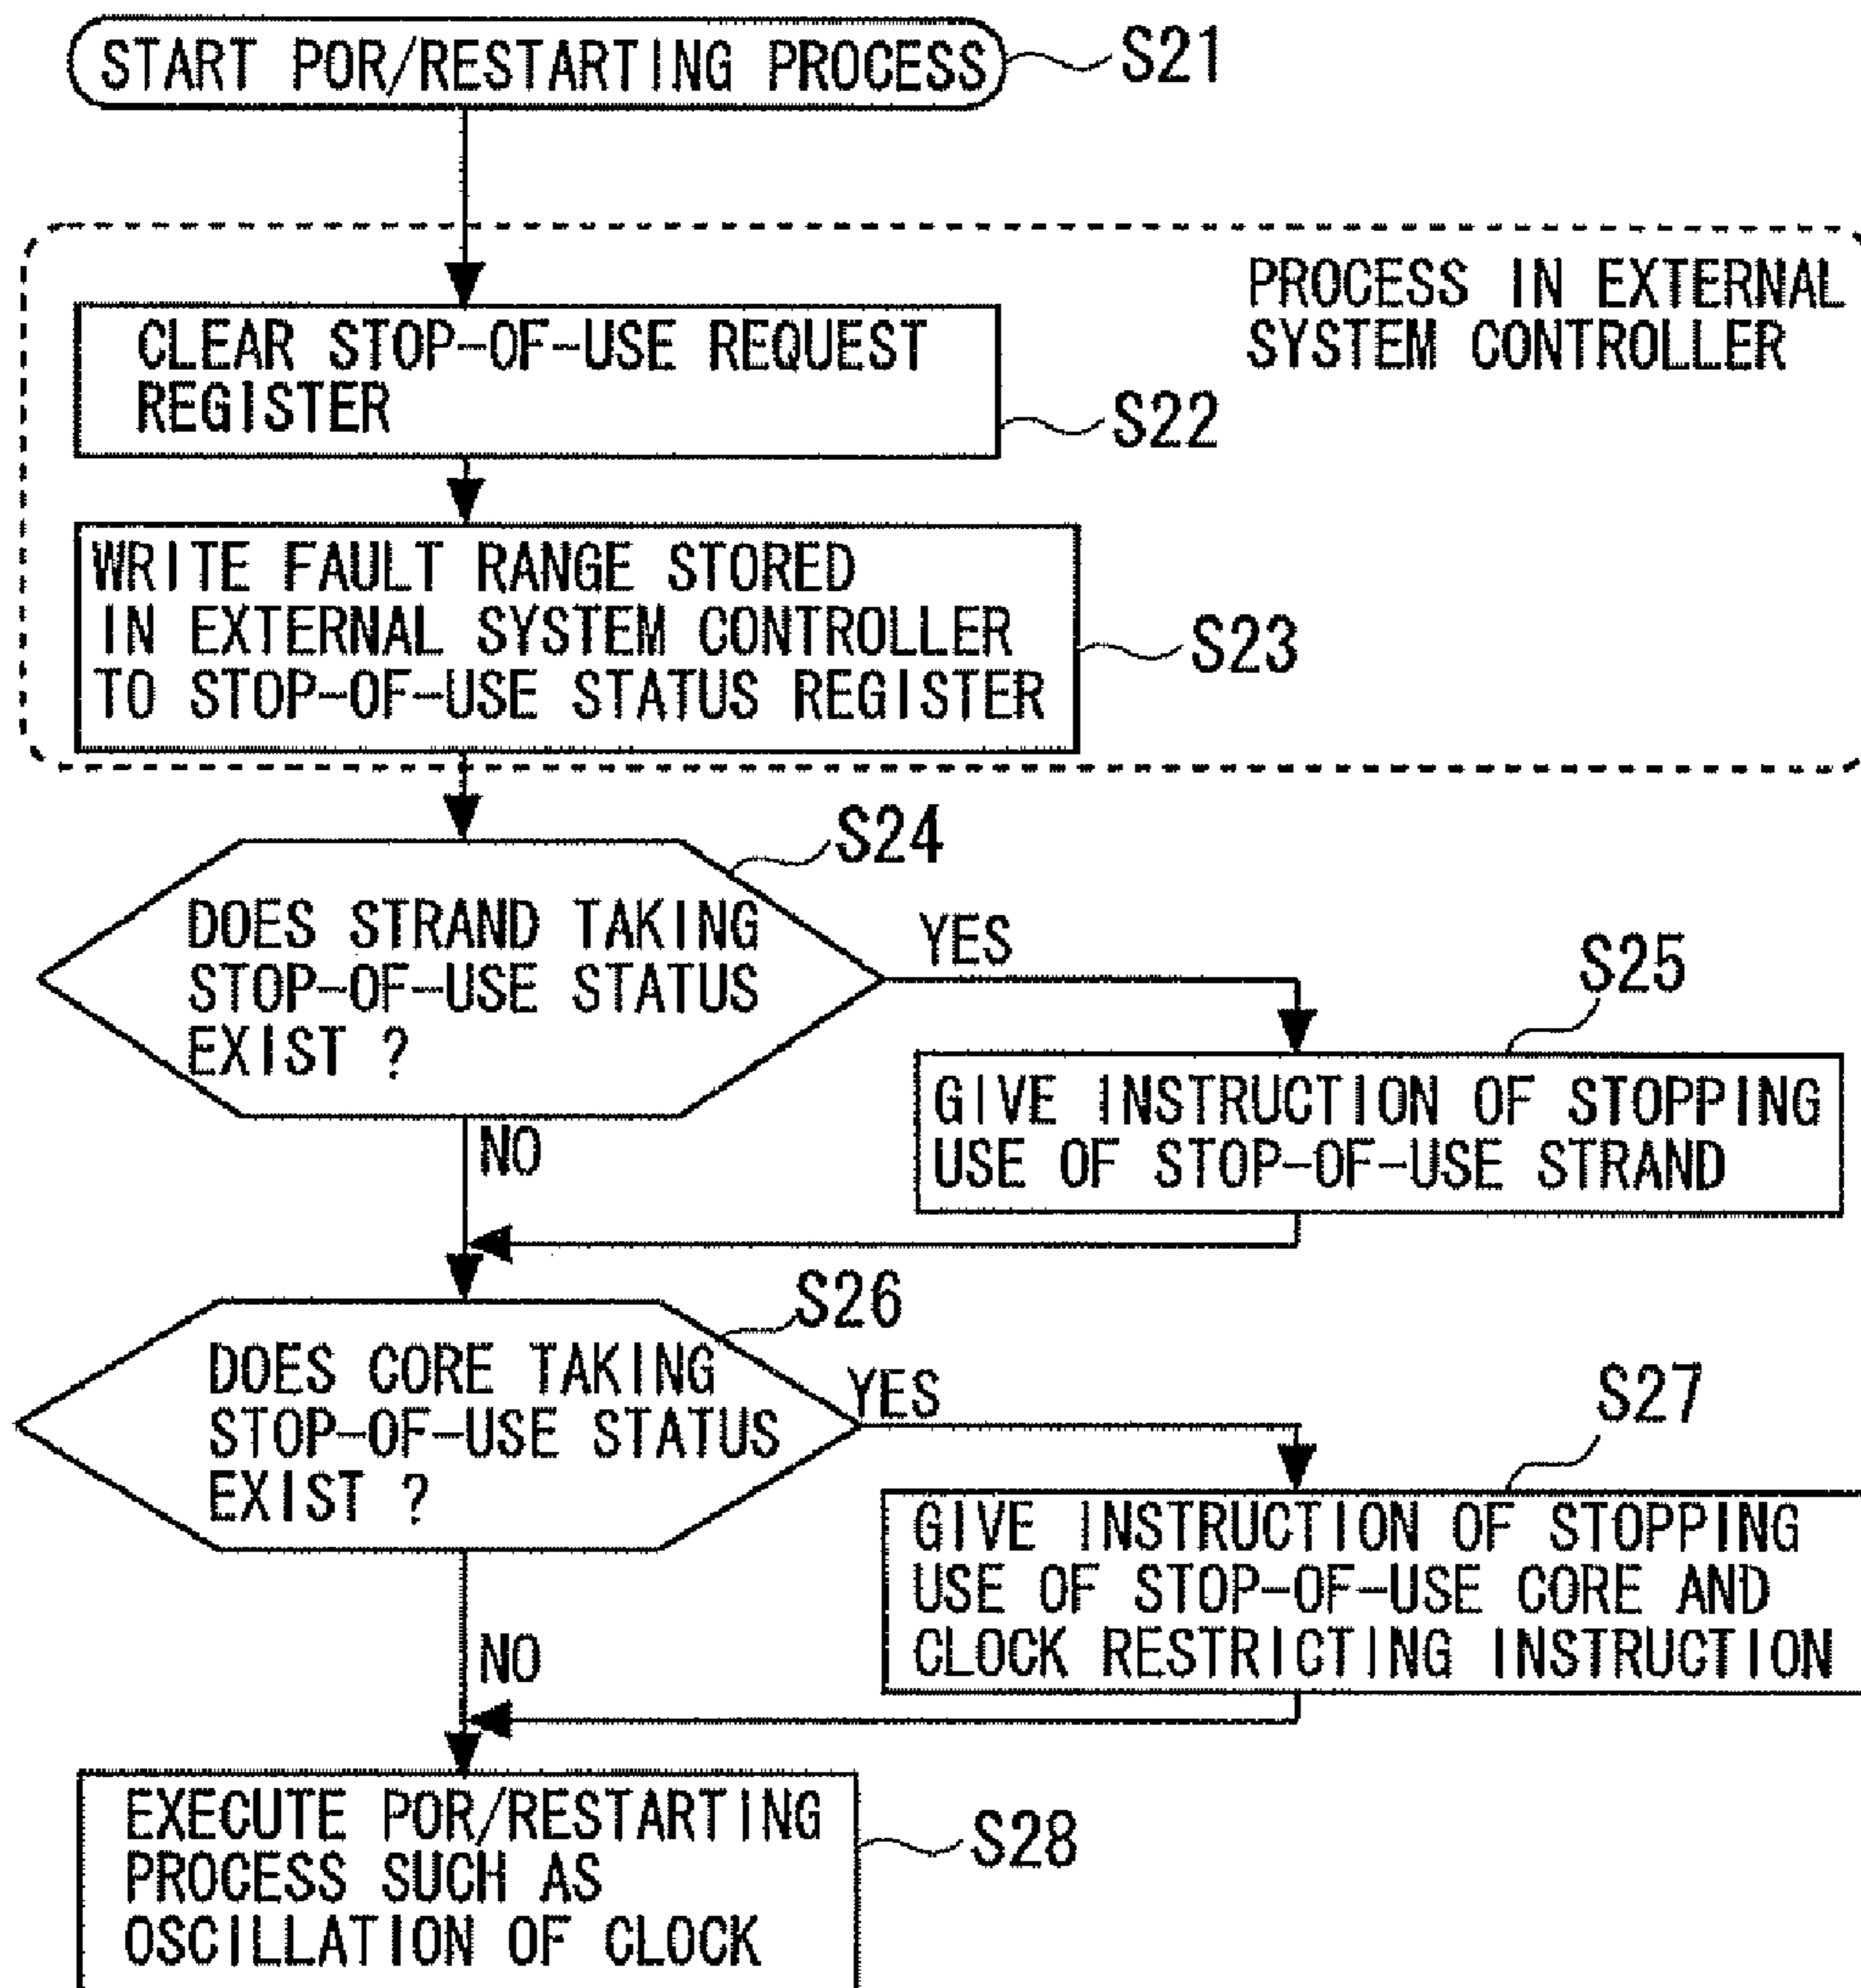 START POR/RESTARTING PROCESS
S21
PROCESS IN EXTERNAL
SYSTEM CONTROLLER
CLEAR STOP-OF-USE REQUEST
REGISTER
S22
WRITE FAULT RANGE STORED
IN EXTERNAL SYSTEM CONTROLLER
TO STOP-OF-USE STATUS REGISTER
S23
S24
DOES STRAND TAKING
STOP-OF-USE STATUS
EXIST ?
YES
NO
S25
GIVE INSTRUCTION OF STOPPING
USE OF STOP-OF-USE STRAND
S26
DOES CORE TAKING
STOP-OF-USE STATUS
EXIST ?
YES
NO
S27
GIVE INSTRUCTION OF STOPPING
USE OF STOP-OF-USE CORE AND
CLOCK RESTRICTING INSTRUCTION
EXECUTE POR/RESTARTING
PROCESS SUCH AS
OSCILLATION OF CLOCK
S28